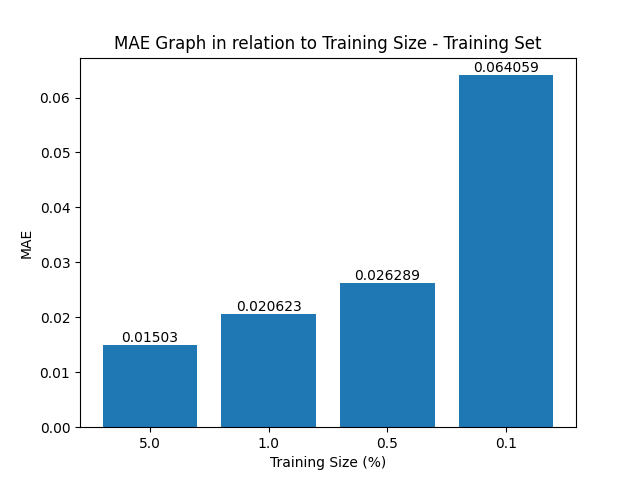 MAE Graph in relation to Training Size - Training Set
0.064059
0.06
0.05
0.04
0.03
0.02
0.01
0.00
MAE
0.026289
0.020623
0.01503
5.0 1.0 0.5 0.1
Training Size (%)